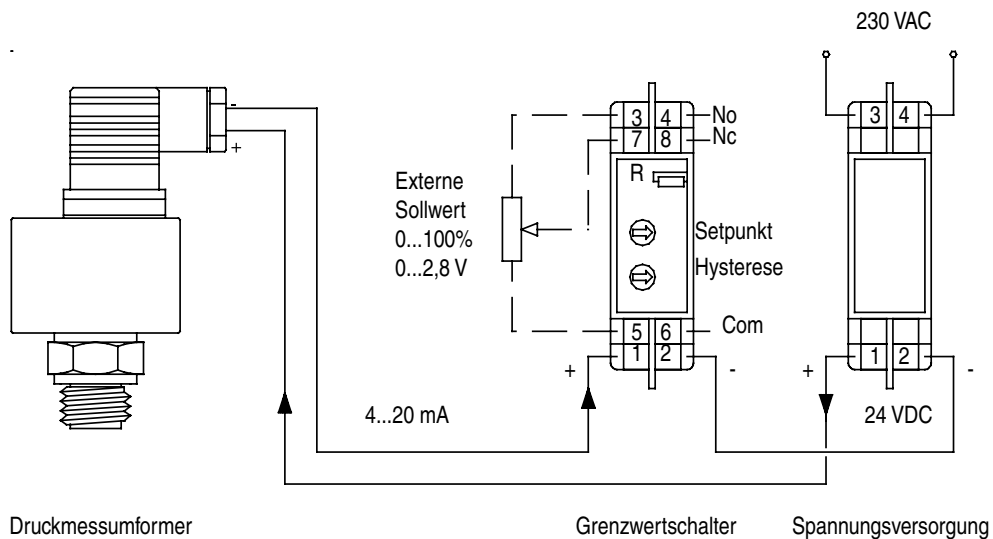 230 VAC
-
+
3 4
7 8
No
Nc
R
Externe
Sollwert
0...100%
0...2,8 V
Setpunkt
Hysterese
5 6
1 2
Com
+
-
3 4
1 2
+
-
4...20 mA
24 VDC
Druckmessumformer
Grenzwertschalter
Spannungsversorgung